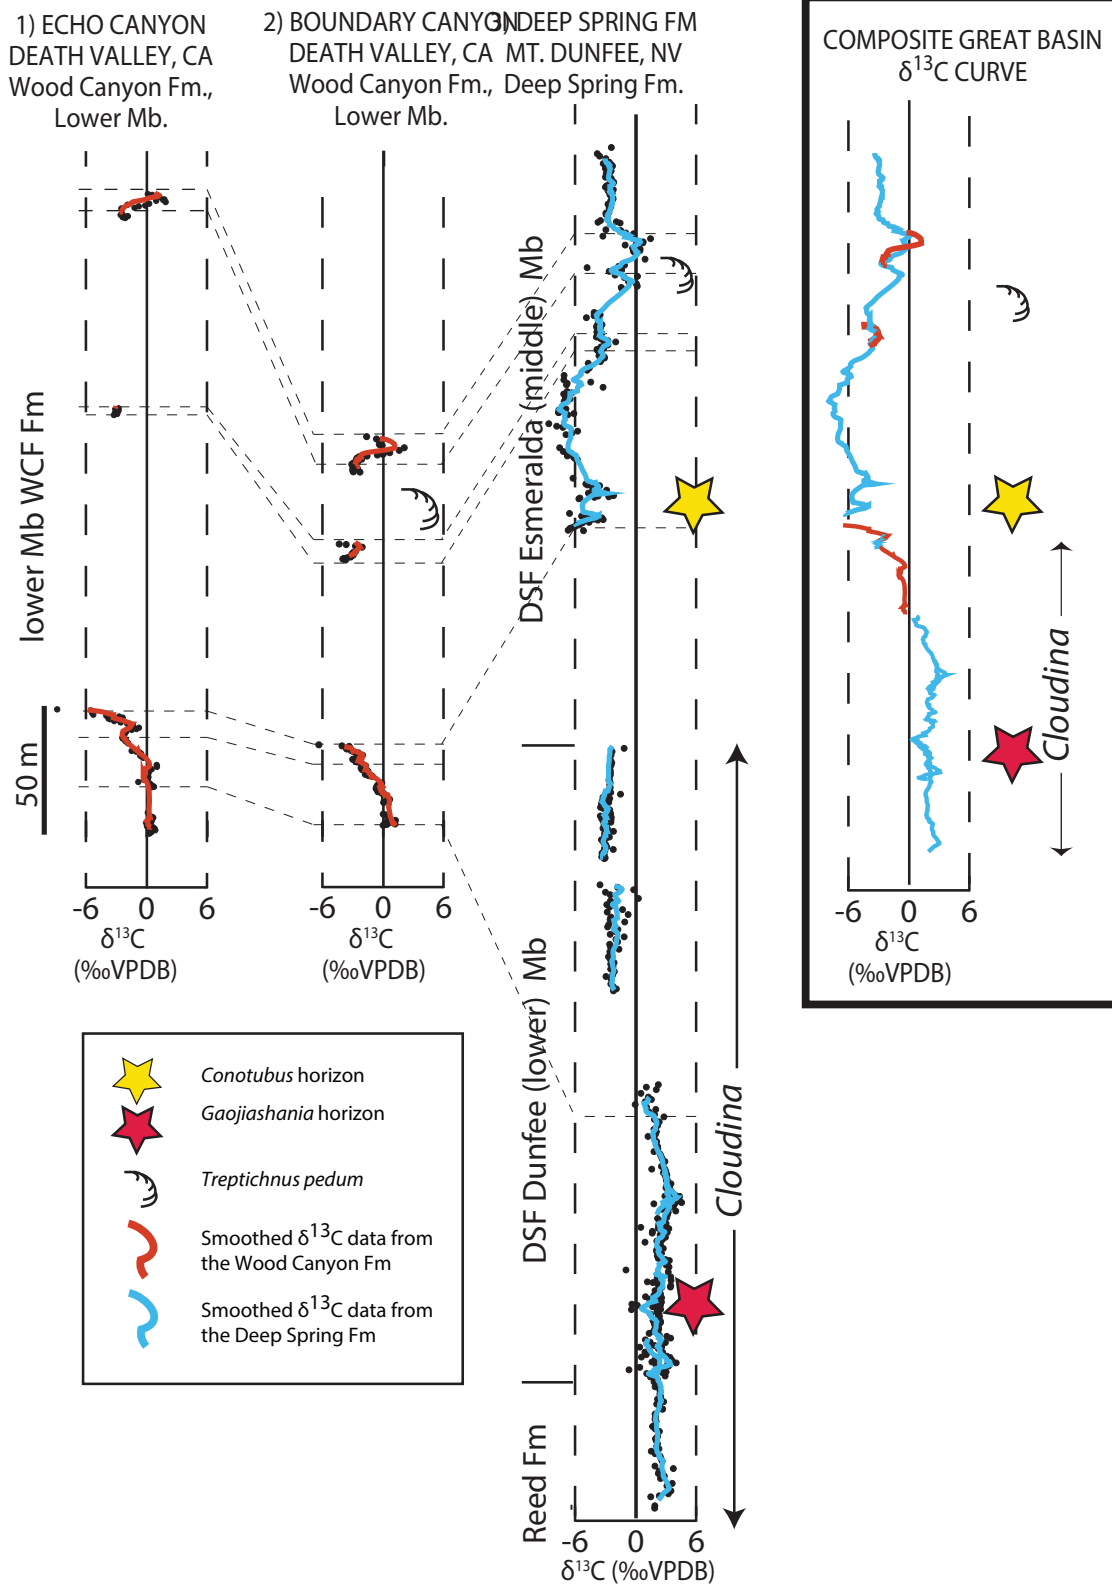 1) ECHO CANYON
DEATH VALLEY, CA
Wood Canyon Fm.,
Lower Mb.
2) BOUNDARY CANYON
DEATH VALLEY, CA
Wood Canyon Fm.,
Lower Mb.
3) DEEP SPRING FM
MT. DUNFEE, NV
Deep Spring Fm.
COMPOSITE GREAT BASIN
δ13C CURVE
lower Mb WCF Fm
50 m
-6 0 6
δ13C
(‰VPDB)
-6 0 6
δ13C
(‰VPDB)
DSF Esmeralda (middle) Mb
DSF Dunfee (lower) Mb
Reed Fm
Cloudina
-6 0 6
δ13C (‰VPDB)
Cloudina
-6 0 6
δ13C
(‰VPDB)
Conotubus horizon
Gaojiashania horizon
Treptichnus pedum
Smoothed δ13C data from
the Wood Canyon Fm
Smoothed δ13C data from
the Deep Spring Fm